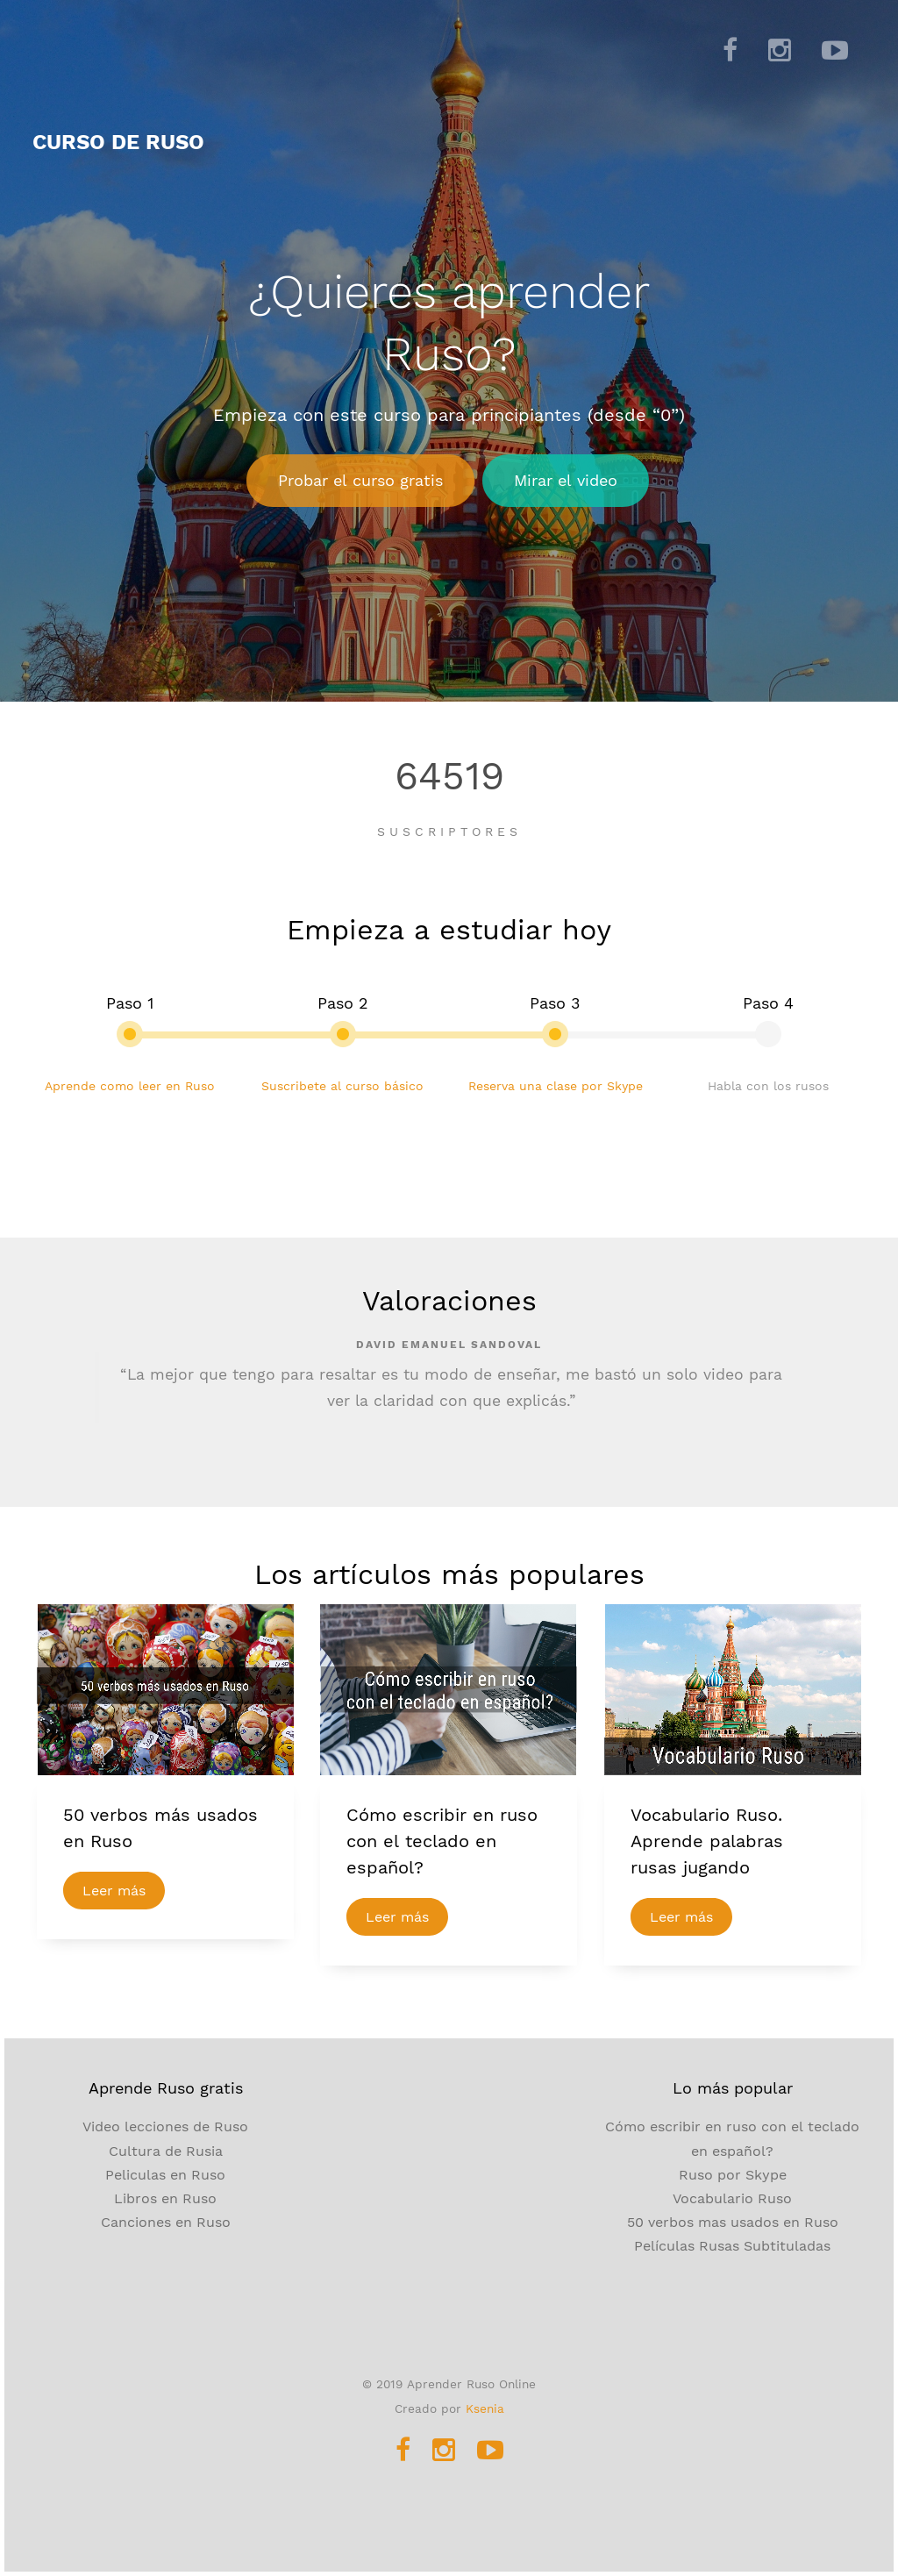 CURSO DE RUSO
¿Quieres aprender
Ruso?
Empieza con este curso para principiantes (desde “0”)
Probar el curso gratis
Mirar el video
64519
SUSCRIPTORES
Empieza a estudiar hoy
Paso 1
Paso 2
Paso 3
Paso 4
Aprende como leer en Ruso
Suscribete al curso básico
Reserva una clase por Skype
Habla con los rusos
Valoraciones
DAVID EMANUEL SANDOVAL
“La mejor que tengo para resaltar es tu modo de enseñar, me bastó un solo video para
ver la claridad con que explicás.”
Los artículos más populares
50 verbos más usados en Ruso
50 verbos más usados
en Ruso
Leer más
Cómo escribir en ruso
con el teclado en español?
Cómo escribir en ruso
con el teclado en
español?
Leer más
Vocabulario Ruso
Vocabulario Ruso.
Aprende palabras
rusas jugando
Leer más
Aprende Ruso gratis
Video lecciones de Ruso
Cultura de Rusia
Peliculas en Ruso
Libros en Ruso
Canciones en Ruso
Lo más popular
Cómo escribir en ruso con el teclado
en español?
Ruso por Skype
Vocabulario Ruso
50 verbos mas usados en Ruso
Películas Rusas Subtituladas
© 2019 Aprender Ruso Online
Creado por Ksenia